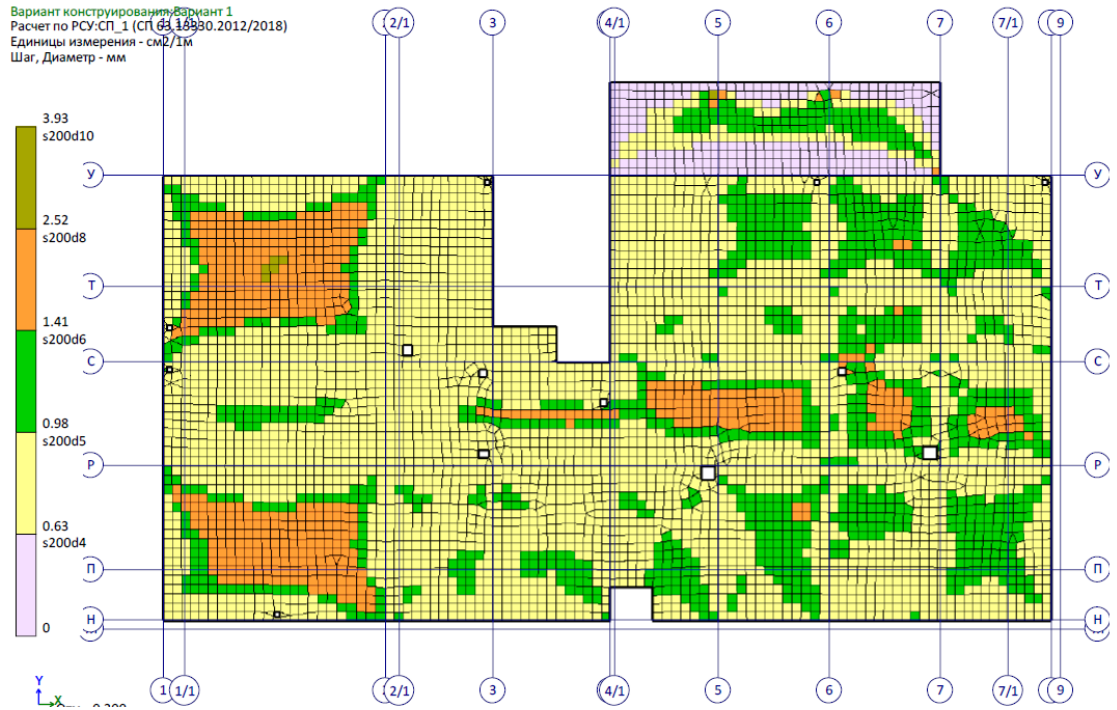 Вариант конструирования:Вариант 1
Расчет по РСУ:СП_1 (СП 63.13330.2012/2018)
Единицы измерения - см2/1м
Шаг, Диаметр - мм
1 1/1 2/1 3 4/1 5 6 7 7/1 9
3.93
s200d10
2.52
s200d8
1.41
s200d6
0.98
s200d5
0.63
s200d4
0
У У
Т Т
С С
Р Р
П П
Н Н
Y
X
1 1/1 2/1 3 4/1 5 6 7 7/1 9